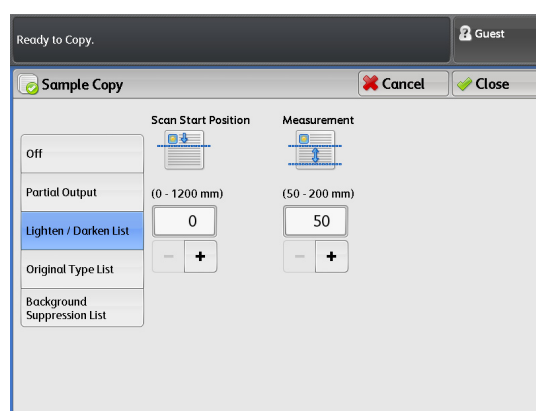 Ready to Copy.
Guest
Sample Copy
Cancel
Close
Scan Start Position
Measurement
Off
Partial Output
(0 - 1200 mm)
(50 - 200 mm)
Lighten / Darken List
0
50
− +
− +
Original Type List
Background
Suppression List